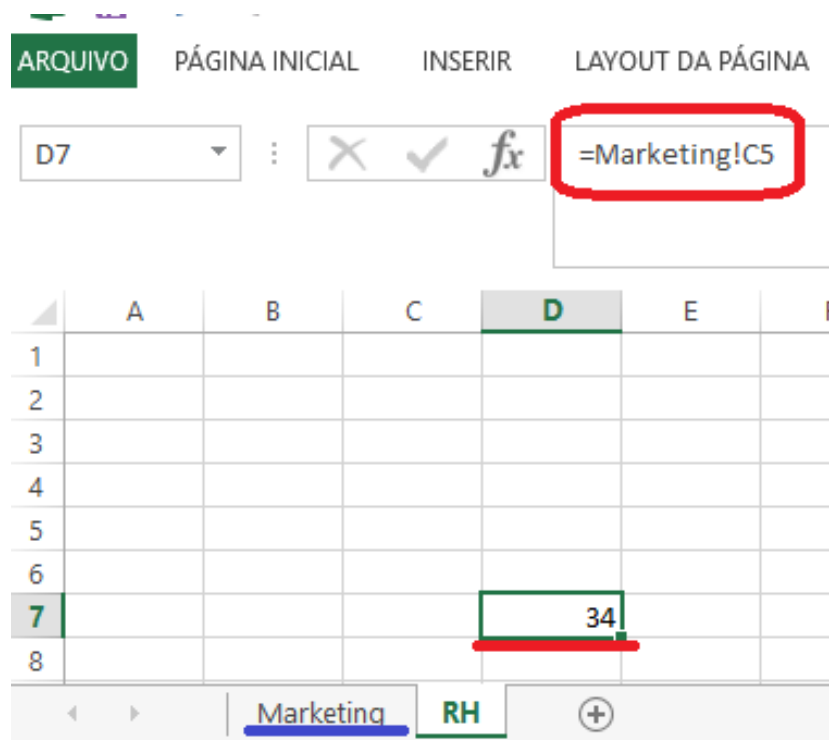 ARQUIVO PÁGINA INICIAL INSERIR LAYOUT DA PÁGINA
D7 fx =Marketing!C5
A B C D E
1
2
3
4
5
6
7 34
8
Marketing RH